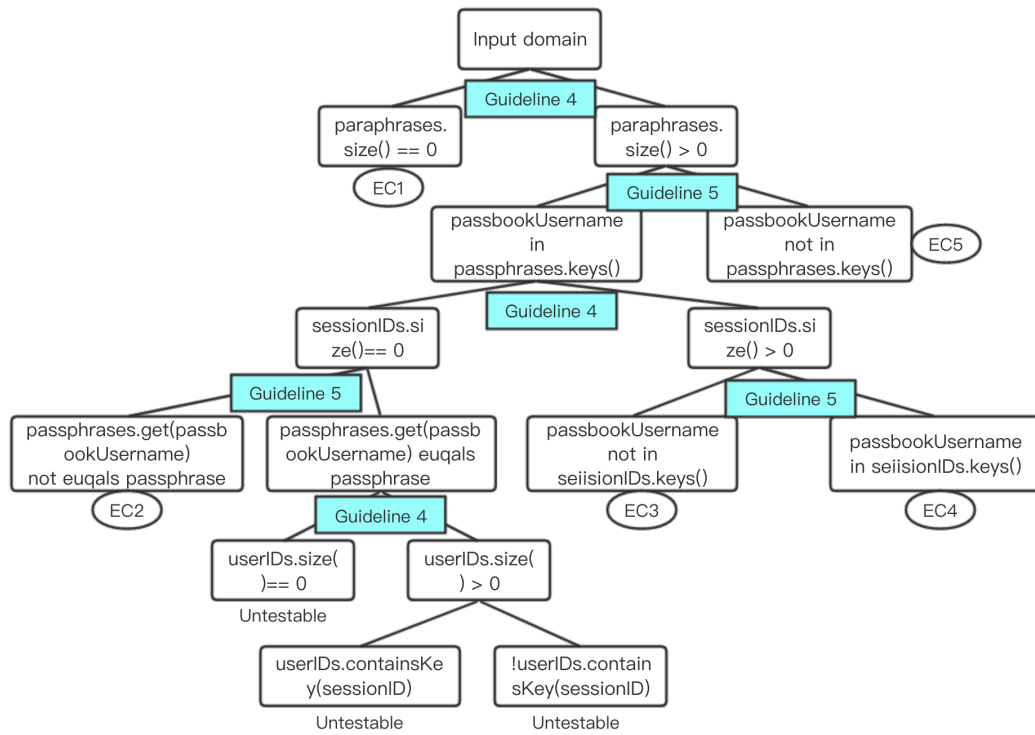 Input domain
Guideline 4
paraphrases.
size() == 0
paraphrases.
size() > 0
EC1
Guideline 5
passbookUsername
in
passphrases.keys()
passbookUsername
not in
passphrases.keys()
EC5
Guideline 4
sessionIDs.si
ze()== 0
sessionIDs.si
ze() > 0
Guideline 5
Guideline 5
passphrases.get(passb
ookUsername)
not euqals passphrase
passphrases.get(passb
ookUsername) euqals
passphrase
passbookUsername
not in
seiisionIDs.keys()
passbookUsername
in seiisionIDs.keys()
EC2
Guideline 4
EC3
EC4
userIDs.size(
)== 0
userIDs.size(
) > 0
Untestable
userIDs.containsKe
y(sessionID)
!userIDs.contain
sKey(sessionID)
Untestable
Untestable